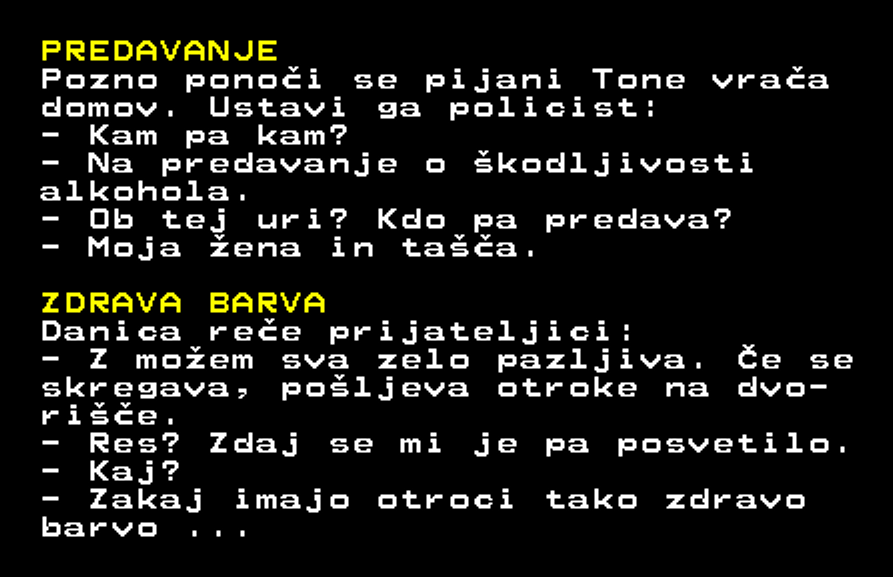 PREDAVANJE
Pozno ponoči se pijani Tone vrača
domov. Ustavi ga policist:
- Kam pa kam?
- Na predavanje o škodljivosti
alkohola.
- Ob tej uri? Kdo pa predava?
- Moja žena in tašča.
ZDRAVA BARVA
Danica reče prijateljici:
- Z možem sva zelo pazljiva. Če se
skregava, pošljeva otroke na dvo-
rišče.
- Res? Zdaj se mi je pa posvetilo.
- Kaj?
- Zakaj imajo otroci tako zdravo
barvo ...